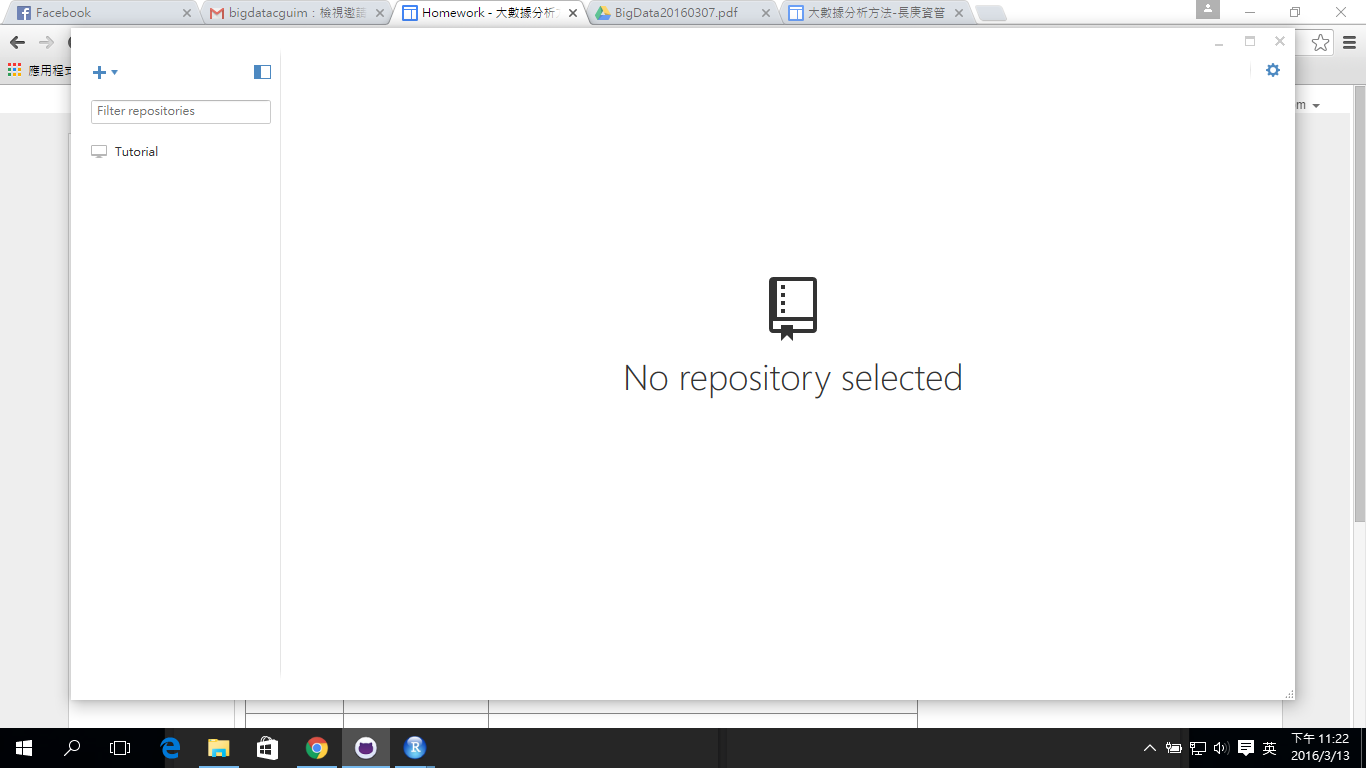 Facebook
bigdatacguim：檢視邀請
Homework - 大數據分析方
BigData20160307.pdf
大數據分析方法-長庚資管
應用程式
m
Filter repositories
Tutorial
No repository selected
英
下午 11:22
2016/3/13